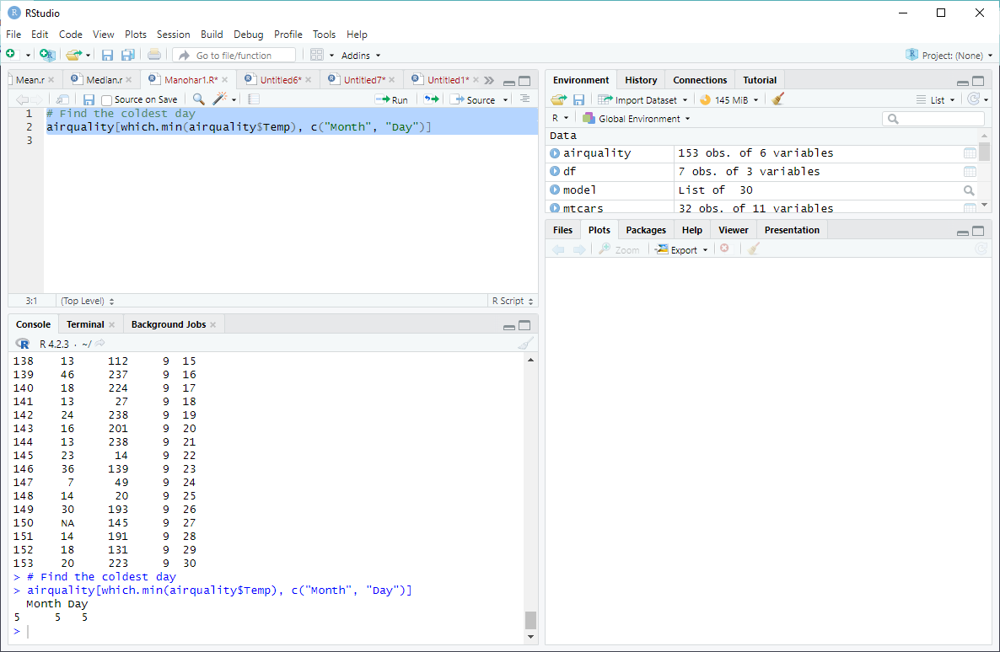 RStudio
File Edit Code View Plots Session Build Debug Profile Tools Help
Go to file/function Addins Project: (None)
Mean.r Median.r Manohar1.R* Untitled6* Untitled7* Untitled1*
Source on Save Run Source
1 # Find the coldest day
2 airquality[which.min(airquality$Temp), c("Month", "Day")]
3
3:1 (Top Level) R Script
Console Terminal Background Jobs
R 4.2.3 · ~/
138 13 112 9 15
139 46 237 9 16
140 18 224 9 17
141 13 27 9 18
142 24 238 9 19
143 16 201 9 20
144 13 238 9 21
145 23 14 9 22
146 36 139 9 23
147 7 49 9 24
148 14 20 9 25
149 30 193 9 26
150 NA 145 9 27
151 14 191 9 28
152 18 131 9 29
153 20 223 9 30
> # Find the coldest day
> airquality[which.min(airquality$Temp), c("Month", "Day")]
Month Day
5 5 5
>
Environment History Connections Tutorial
Import Dataset 145 MiB List
R Global Environment
Data
airquality 153 obs. of 6 variables
df 7 obs. of 3 variables
model List of 30
mtcars 32 obs. of 11 variables
Files Plots Packages Help Viewer Presentation
Zoom Export